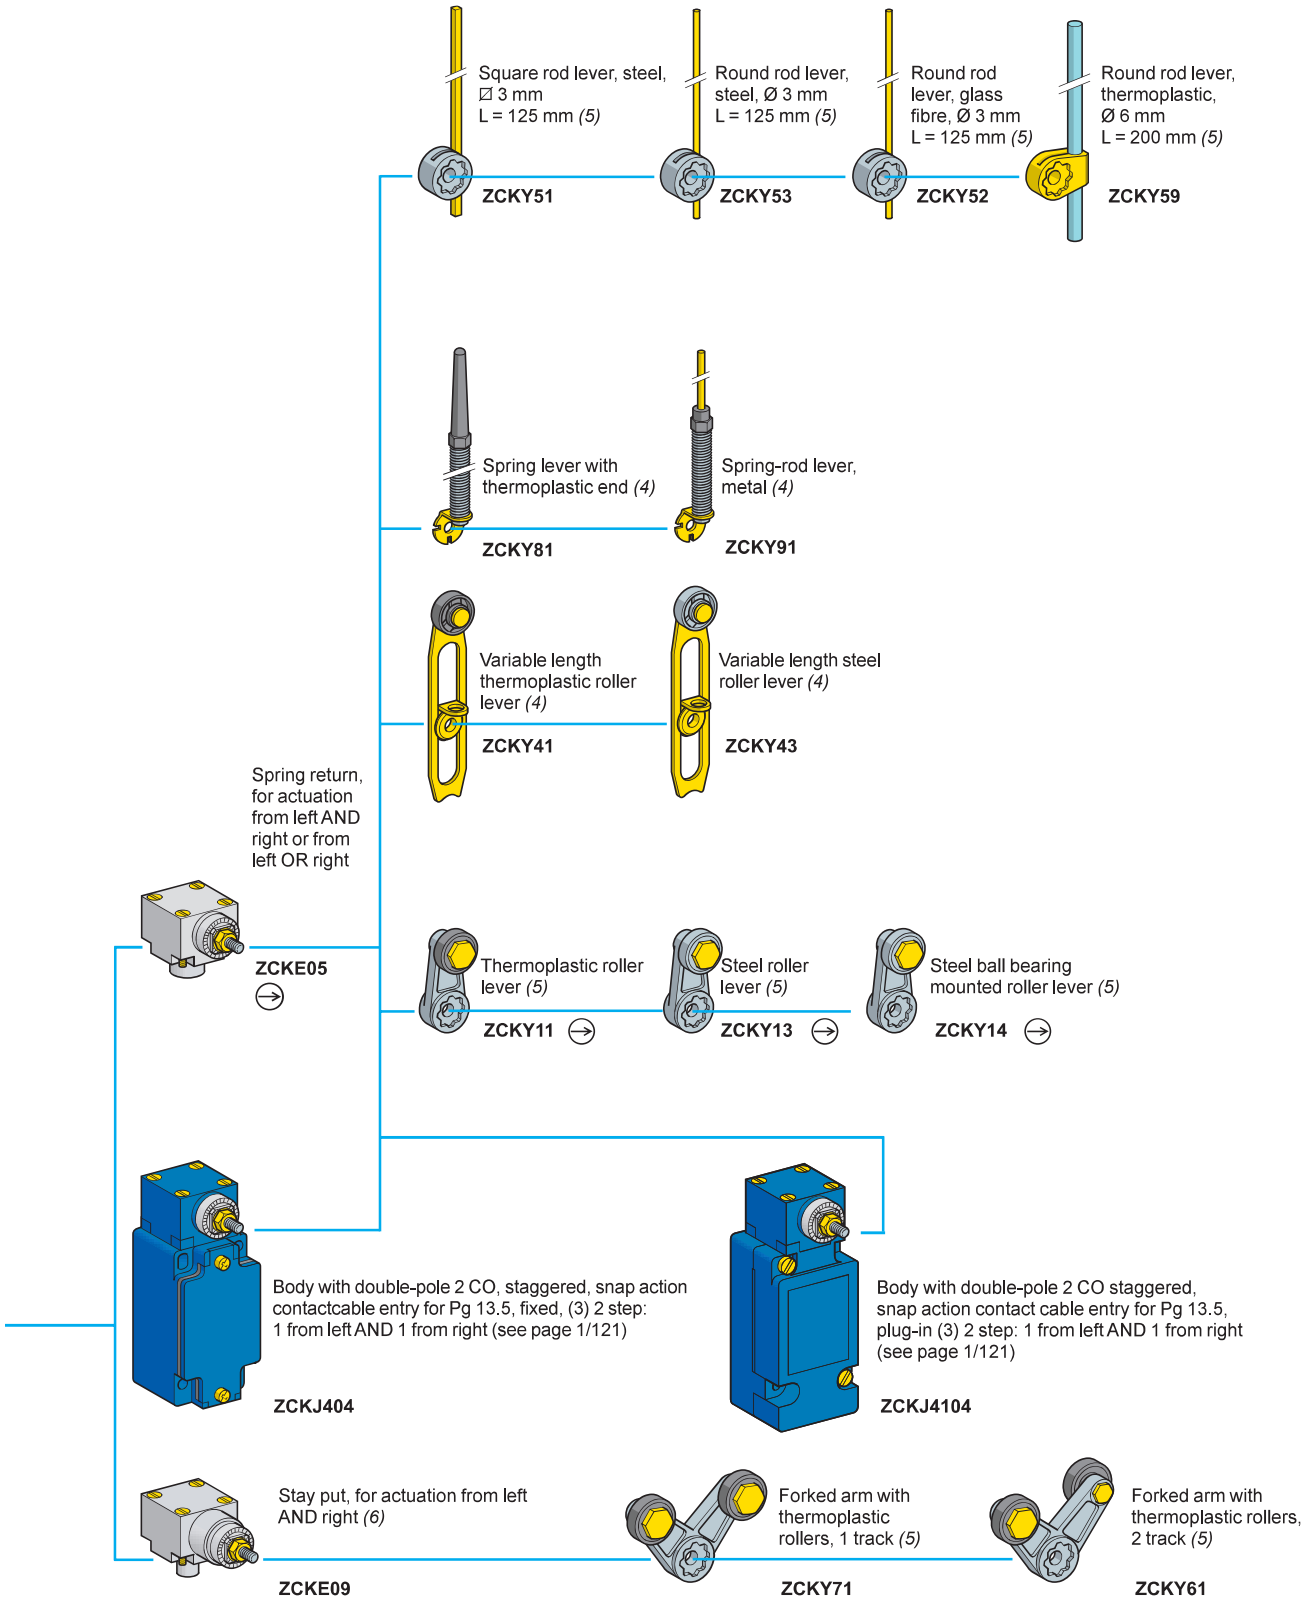 Square rod lever, steel,
⌀ 3 mm
L = 125 mm (5)
ZCKY51
Round rod lever,
steel, Ø 3 mm
L = 125 mm (5)
ZCKY53
Round rod
lever, glass
fibre, Ø 3 mm
L = 125 mm (5)
ZCKY52
Round rod lever,
thermoplastic,
Ø 6 mm
L = 200 mm (5)
ZCKY59
Spring lever with
thermoplastic end (4)
ZCKY81
Spring-rod lever,
metal (4)
ZCKY91
Variable length
thermoplastic roller
lever (4)
ZCKY41
Variable length steel
roller lever (4)
ZCKY43
Spring return,
for actuation
from left AND
right or from
left OR right
ZCKE05
Thermoplastic roller
lever (5)
ZCKY11
Steel roller
lever (5)
ZCKY13
Steel ball bearing
mounted roller lever (5)
ZCKY14
Body with double-pole 2 CO, staggered, snap action
contactcable entry for Pg 13.5, fixed, (3) 2 step:
1 from left AND 1 from right (see page 1/121)
ZCKJ404
Body with double-pole 2 CO staggered,
snap action contact cable entry for Pg 13.5,
plug-in (3) 2 step: 1 from left AND 1 from right
(see page 1/121)
ZCKJ4104
Stay put, for actuation from left
AND right (6)
ZCKE09
Forked arm with
thermoplastic
rollers, 1 track (5)
ZCKY71
Forked arm with
thermoplastic rollers,
2 track (5)
ZCKY61